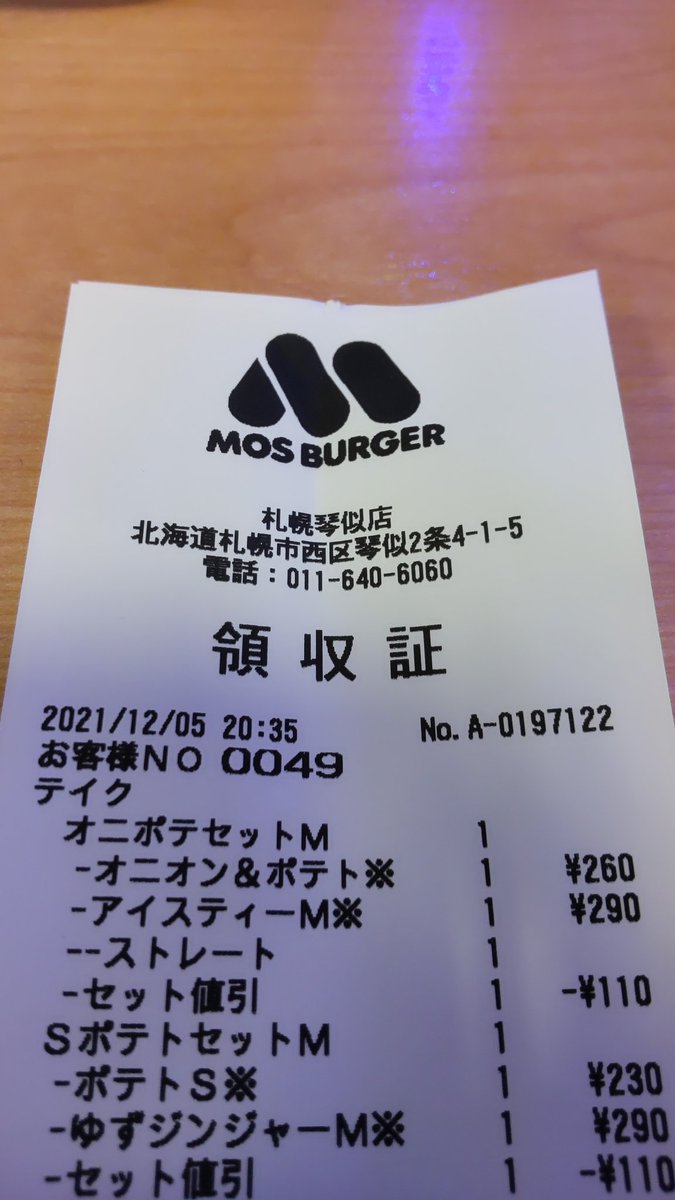 MOS BURGER
札幌琴似店
北海道札幌市西区琴似2条4-1-5
電話：011-640-6060
領収証
2021/12/05 20:35 No. A-0197122
お客様NO 0049
テイク
オニポテセットM 1
-オニオン&ポテト※ 1 ¥260
-アイスティーM※ 1 ¥290
--ストレート 1
-セット値引 1 -¥110
SポテトセットM 1
-ポテトS※ 1 ¥230
-ゆずジンジャーM※ 1 ¥290
-セット値引 1 -¥110